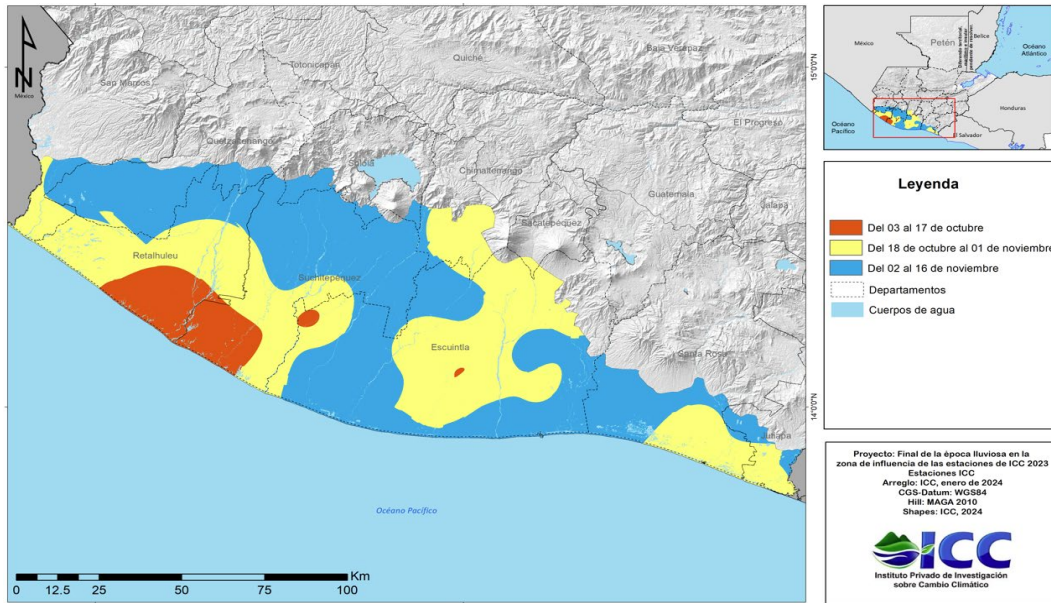 N
México
San Marcos
Totonicapán
Quiché
Baja Verapaz
El Progreso
Quetzaltenango
Sololá
Chimaltenango
Guatemala
Jalapa
Sacatepéquez
Retalhuleu
Suchitepéquez
Escuintla
Santa Rosa
Jutiapa
Océano Pacífico
Km
0 12.5 25 50 75 100
15°0'0"N
14°0'0"N
México
Petén
Belice
Océano
Atlántico
Honduras
Océano
Pacífico
El Salvador
Leyenda
Del 03 al 17 de octubre
Del 18 de octubre al 01 de noviembre
Del 02 al 16 de noviembre
Departamentos
Cuerpos de agua
Proyecto: Final de la época lluviosa en la
zona de influencia de las estaciones de ICC 2023
Estaciones ICC
Arreglo: ICC, enero de 2024
CGS-Datum: WGS84
Hill: MAGA 2010
Shapes: ICC, 2024
ICC
Instituto Privado de Investigación
sobre Cambio Climático